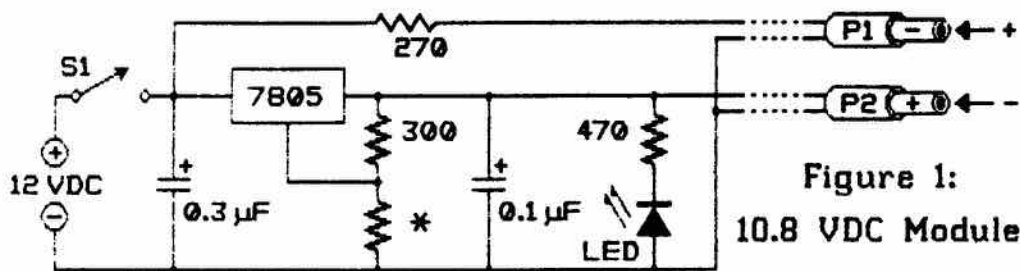 270
P1 - +
S1
7805
300
470
P2 + -
+
12 VDC
-
+
0.3 µF
*
+
0.1 µF
LED
Figure 1:
10.8 VDC Module